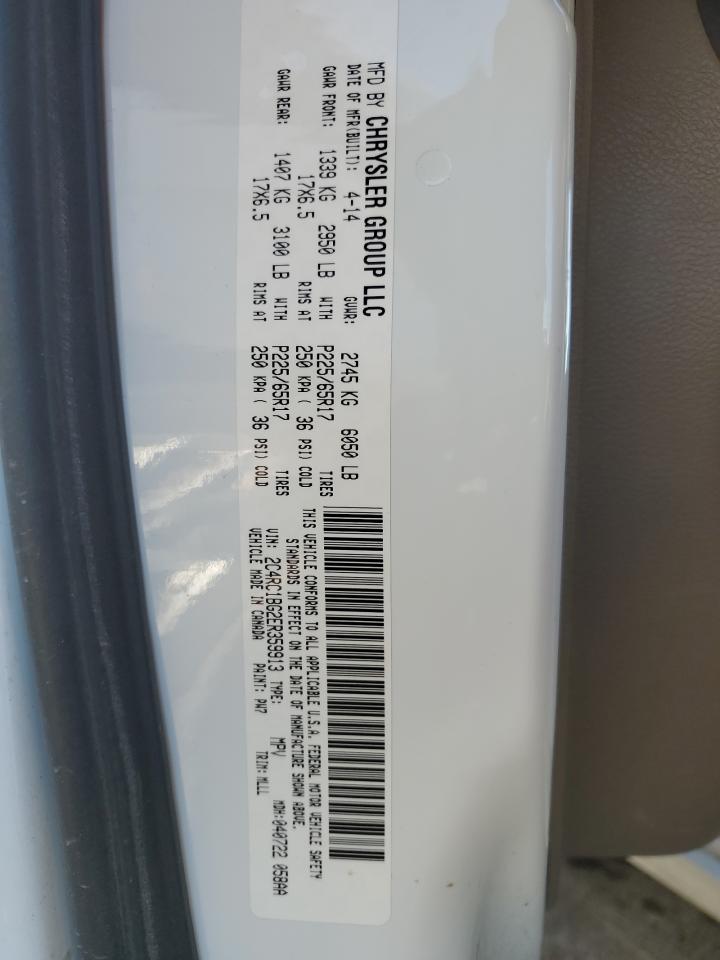 MFD BY CHRYSLER GROUP LLC
DATE OF MFR(BUILT): 4-14 GVWR: 2745 KG 6050 LB
GAWR FRONT: 1339 KG 2950 LB WITH P225/65R17 TIRES
17X6.5 RIMS AT 250 KPA ( 36 PSI) COLD
GAWR REAR: 1407 KG 3100 LB WITH P225/65R17 TIRES
17X6.5 RIMS AT 250 KPA ( 36 PSI) COLD
THIS VEHICLE CONFORMS TO ALL APPLICABLE U.S.A. FEDERAL MOTOR VEHICLE SAFETY
STANDARDS IN EFFECT ON THE DATE OF MANUFACTURE SHOWN ABOVE.
VIN: 2C4RC1BG2ER359913 TYPE: MPV MDH:040722 058AA
VEHICLE MADE IN CANADA PAINT: PW7 TRIM: MLLL